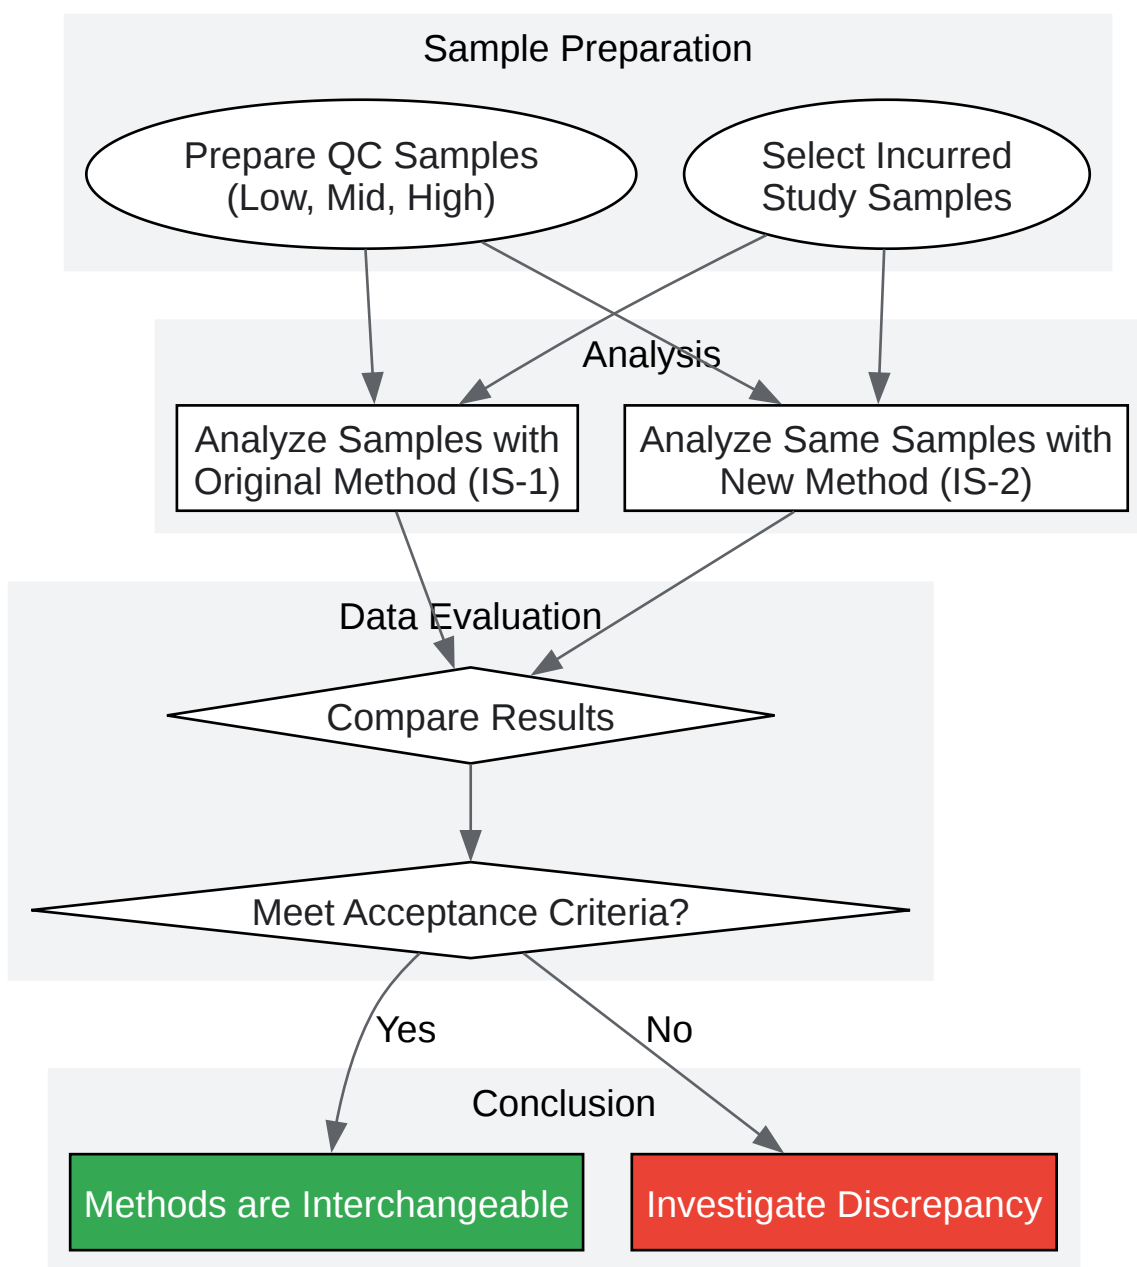 Sample Preparation
Prepare QC Samples
(Low, Mid, High)
Select Incurred
Study Samples
Analysis
Analyze Samples with
Original Method (IS-1)
Analyze Same Samples with
New Method (IS-2)
Data Evaluation
Compare Results
Meet Acceptance Criteria?
Yes
No
Conclusion
Methods are Interchangeable
Investigate Discrepancy